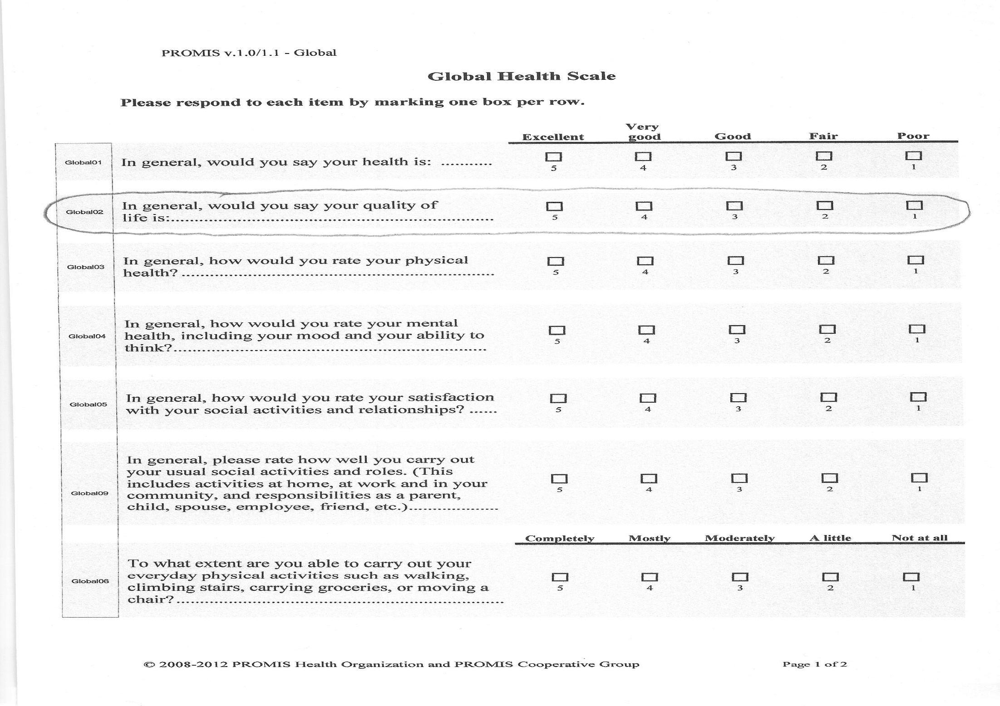 PROMIS v.1.0/1.1 - Global
Global Health Scale
Please respond to each item by marking one box per row.
Excellent Very good Good Fair Poor
Global01 In general, would you say your health is: ...........
5 4 3 2 1
Global02 In general, would you say your quality of
life is:....................................................................
5 4 3 2 1
Global03 In general, how would you rate your physical
health? ..................................................................
5 4 3 2 1
In general, how would you rate your mental
Global04 health, including your mood and your ability to
think?..................................................................
5 4 3 2 1
Global05 In general, how would you rate your satisfaction
with your social activities and relationships? ......
5 4 3 2 1
In general, please rate how well you carry out
your usual social activities and roles. (This
includes activities at home, at work and in your
Global09 community, and responsibilities as a parent,
child, spouse, employee, friend, etc.)...................
5 4 3 2 1
Completely Mostly Moderately A little Not at all
To what extent are you able to carry out your
everyday physical activities such as walking,
Global06 climbing stairs, carrying groceries, or moving a
chair?.....................................................................
5 4 3 2 1
© 2008-2012 PROMIS Health Organization and PROMIS Cooperative Group Page 1 of 2